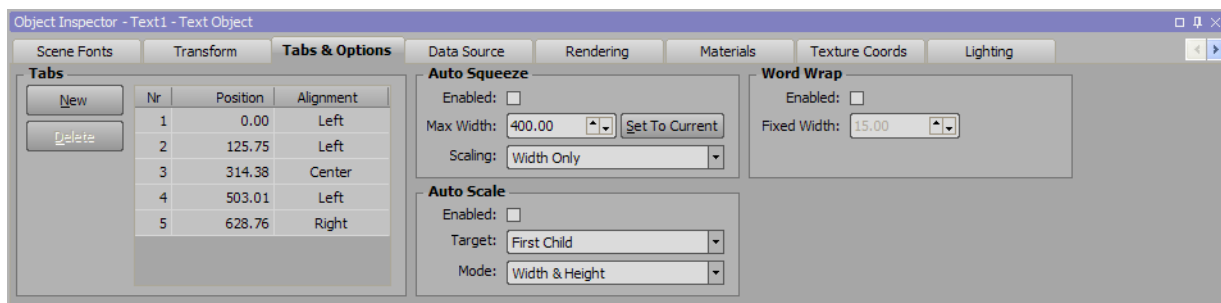 Object Inspector - Text1 - Text Object
Scene Fonts Transform Tabs & Options Data Source Rendering Materials Texture Coords Lighting
Tabs
New
Delete
Nr Position Alignment
1 0.00 Left
2 125.75 Left
3 314.38 Center
4 503.01 Left
5 628.76 Right
Auto Squeeze
Enabled:
Max Width: 400.00 Set To Current
Scaling: Width Only
Auto Scale
Enabled:
Target: First Child
Mode: Width & Height
Word Wrap
Enabled:
Fixed Width: 15.00